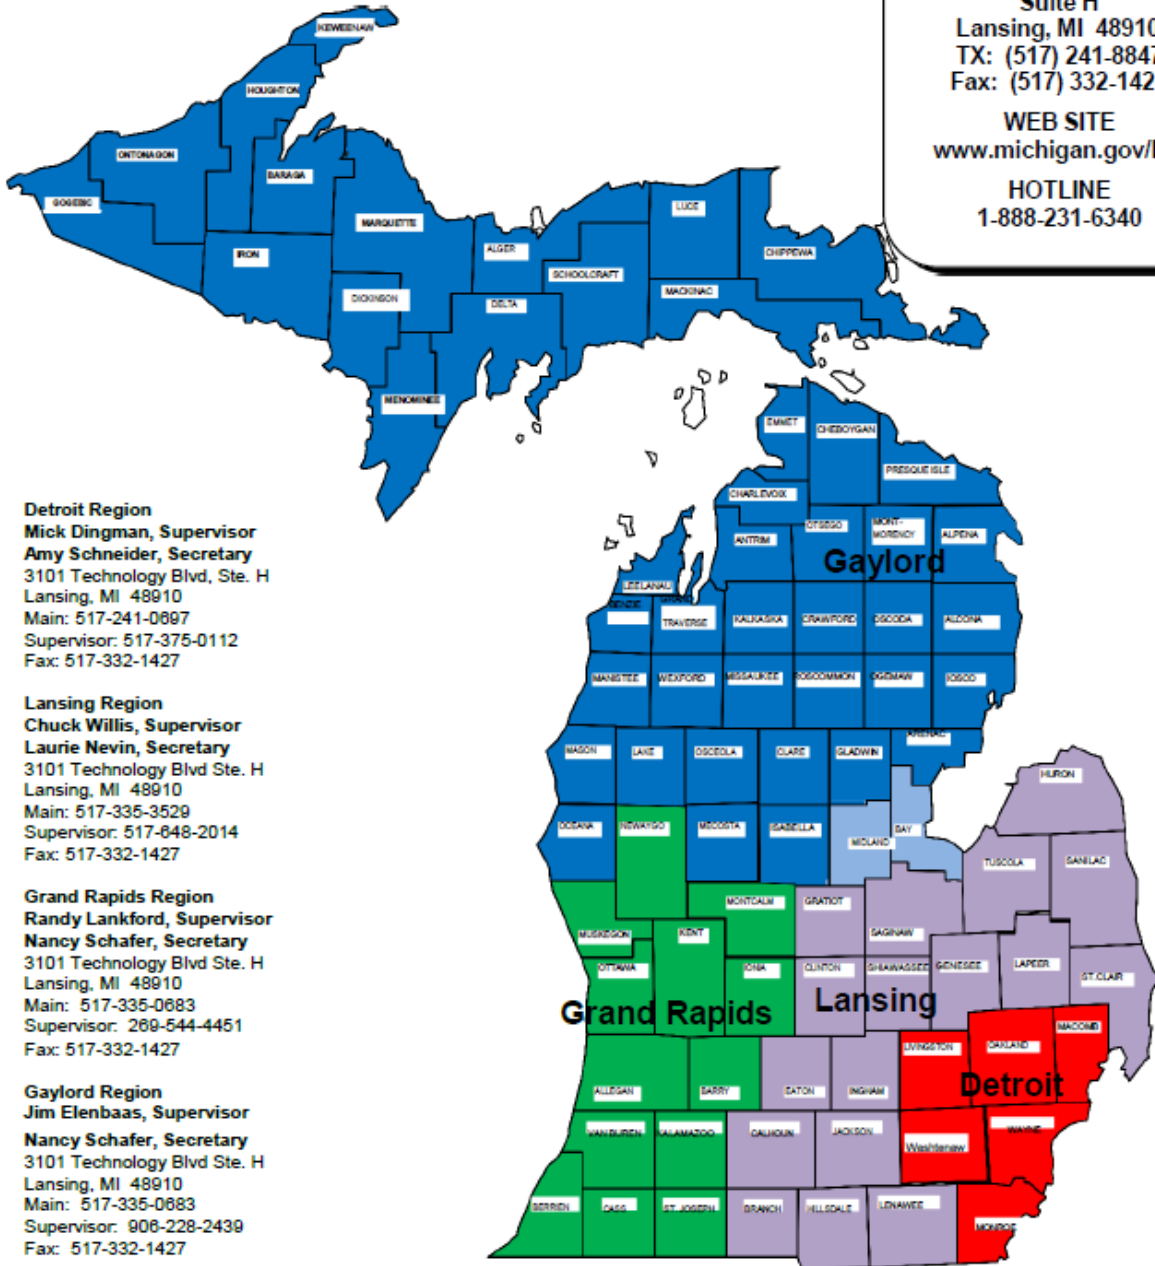 Suite H
Lansing, MI 48910
TX: (517) 241-8847
Fax: (517) 332-142
WEB SITE
www.michigan.gov/
HOTLINE
1-888-231-6340
KEWEENAW
HOUGHTON
ONTONAGON
BARAGA
GOGEBIC
MARQUETTE
LUCE
IRON
ALGER
CHIPPEWA
SCHOOLCRAFT
DICKINSON
DELTA
MACKINAC
MENOMINEE
EMMET
CHEBOYGAN
PRESQUE ISLE
CHARLEVOIX
ANTRIM
OTSEGO
MONT-
MORENCY
ALPENA
Gaylord
LEELANAU
BENZIE
GRAND
TRAVERSE
KALKASKA
CRAWFORD
OSCODA
ALCONA
MANISTEE
WEXFORD
MISSAUKEE
ROSCOMMON
OGEMAW
IOSCO
MASON
LAKE
OSCEOLA
CLARE
GLADWIN
ARENAC
HURON
OCEANA
NEWAYGO
MECOSTA
ISABELLA
MIDLAND
BAY
TUSCOLA
SANILAC
MONTCALM
GRATIOT
MUSKEGON
KENT
SAGINAW
OTTAWA
IONIA
CLINTON
SHIAWASSEE
GENESEE
LAPEER
ST. CLAIR
Grand Rapids
Lansing
LIVINGSTON
OAKLAND
MACOMB
Detroit
ALLEGAN
BARRY
EATON
INGHAM
VAN BUREN
KALAMAZOO
CALHOUN
JACKSON
Washtenaw
WAYNE
BERRIEN
CASS
ST. JOSEPH
BRANCH
HILLSDALE
LENAWEE
MONROE
Detroit Region
Mick Dingman, Supervisor
Amy Schneider, Secretary
3101 Technology Blvd, Ste. H
Lansing, MI 48910
Main: 517-241-0697
Supervisor: 517-375-0112
Fax: 517-332-1427
Lansing Region
Chuck Willis, Supervisor
Laurie Nevin, Secretary
3101 Technology Blvd Ste. H
Lansing, MI 48910
Main: 517-335-3529
Supervisor: 517-648-2014
Fax: 517-332-1427
Grand Rapids Region
Randy Lankford, Supervisor
Nancy Schafer, Secretary
3101 Technology Blvd Ste. H
Lansing, MI 48910
Main: 517-335-0683
Supervisor: 269-544-4451
Fax: 517-332-1427
Gaylord Region
Jim Elenbaas, Supervisor
Nancy Schafer, Secretary
3101 Technology Blvd Ste. H
Lansing, MI 48910
Main: 517-335-0683
Supervisor: 906-228-2439
Fax: 517-332-1427